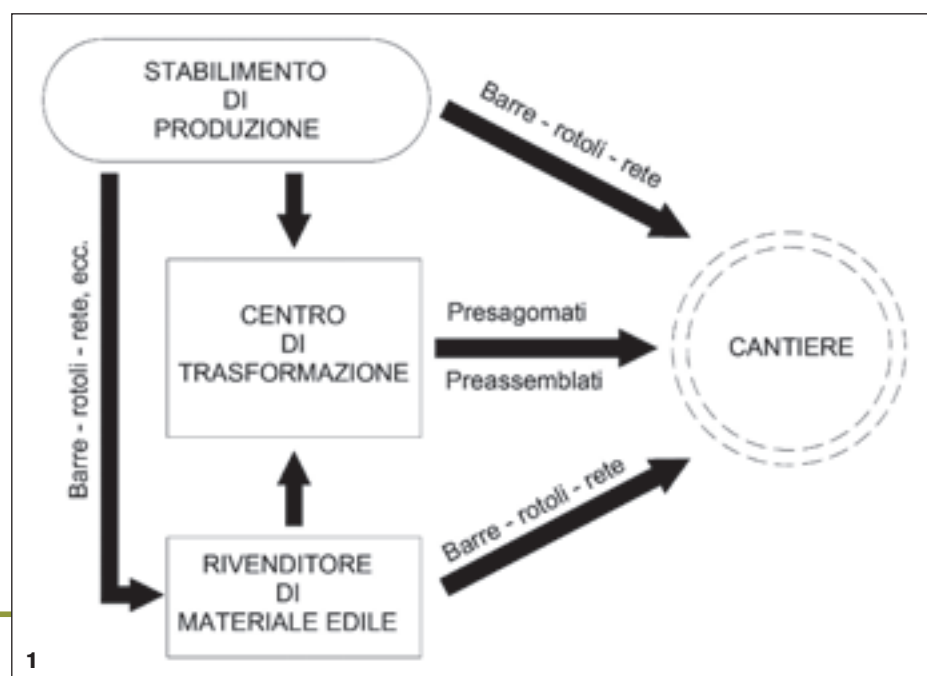 STABILIMENTO
DI
PRODUZIONE
Barre - rotoli - rete
Barre - rotoli - rete, ecc.
CENTRO
DI
TRASFORMAZIONE
Presagomati
Preassemblati
CANTIERE
Barre - rotoli - rete
RIVENDITORE
DI
MATERIALE EDILE
1